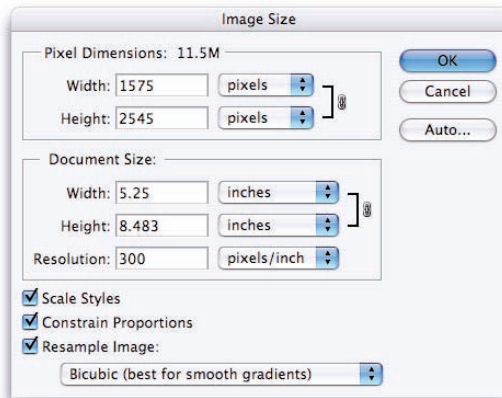 Image Size
Pixel Dimensions: 11.5M
OK
Width: 1575 pixels
Cancel
Height: 2545 pixels
Auto...
Document Size:
Width: 5.25 inches
Height: 8.483 inches
Resolution: 300 pixels/inch
Scale Styles
Constrain Proportions
Resample Image:
Bicubic (best for smooth gradients)